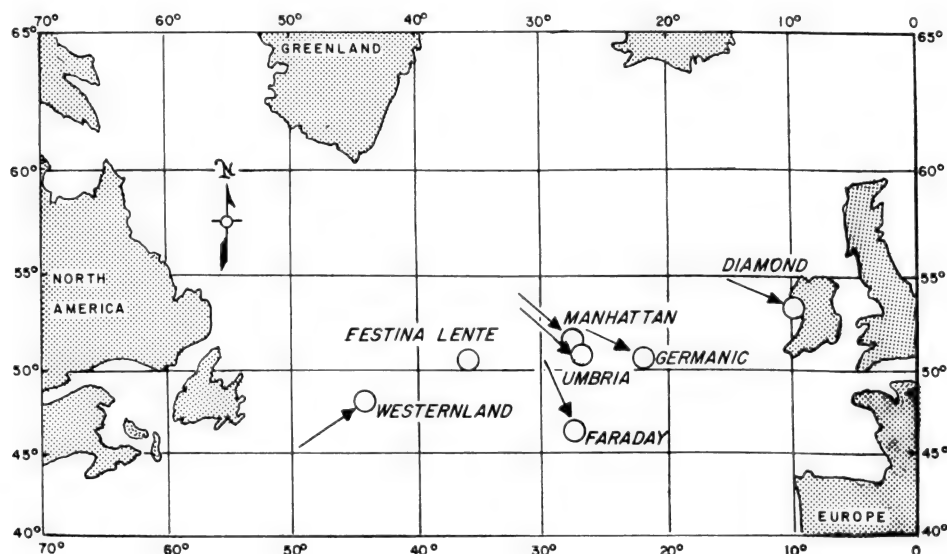 70° 60° 50° 40° 30° 20° 10° 0
65° 65°
GREENLAND
60° N 60°
55° NORTH AMERICA 55°
DIAMOND
MANHATTAN
FESTINA LENTE
GERMANIC
50° UMBRIA 50°
WESTERNLAND
FARADAY
45° 45°
EUROPE
40° 40°
70° 60° 50° 40° 30° 20° 10° 0